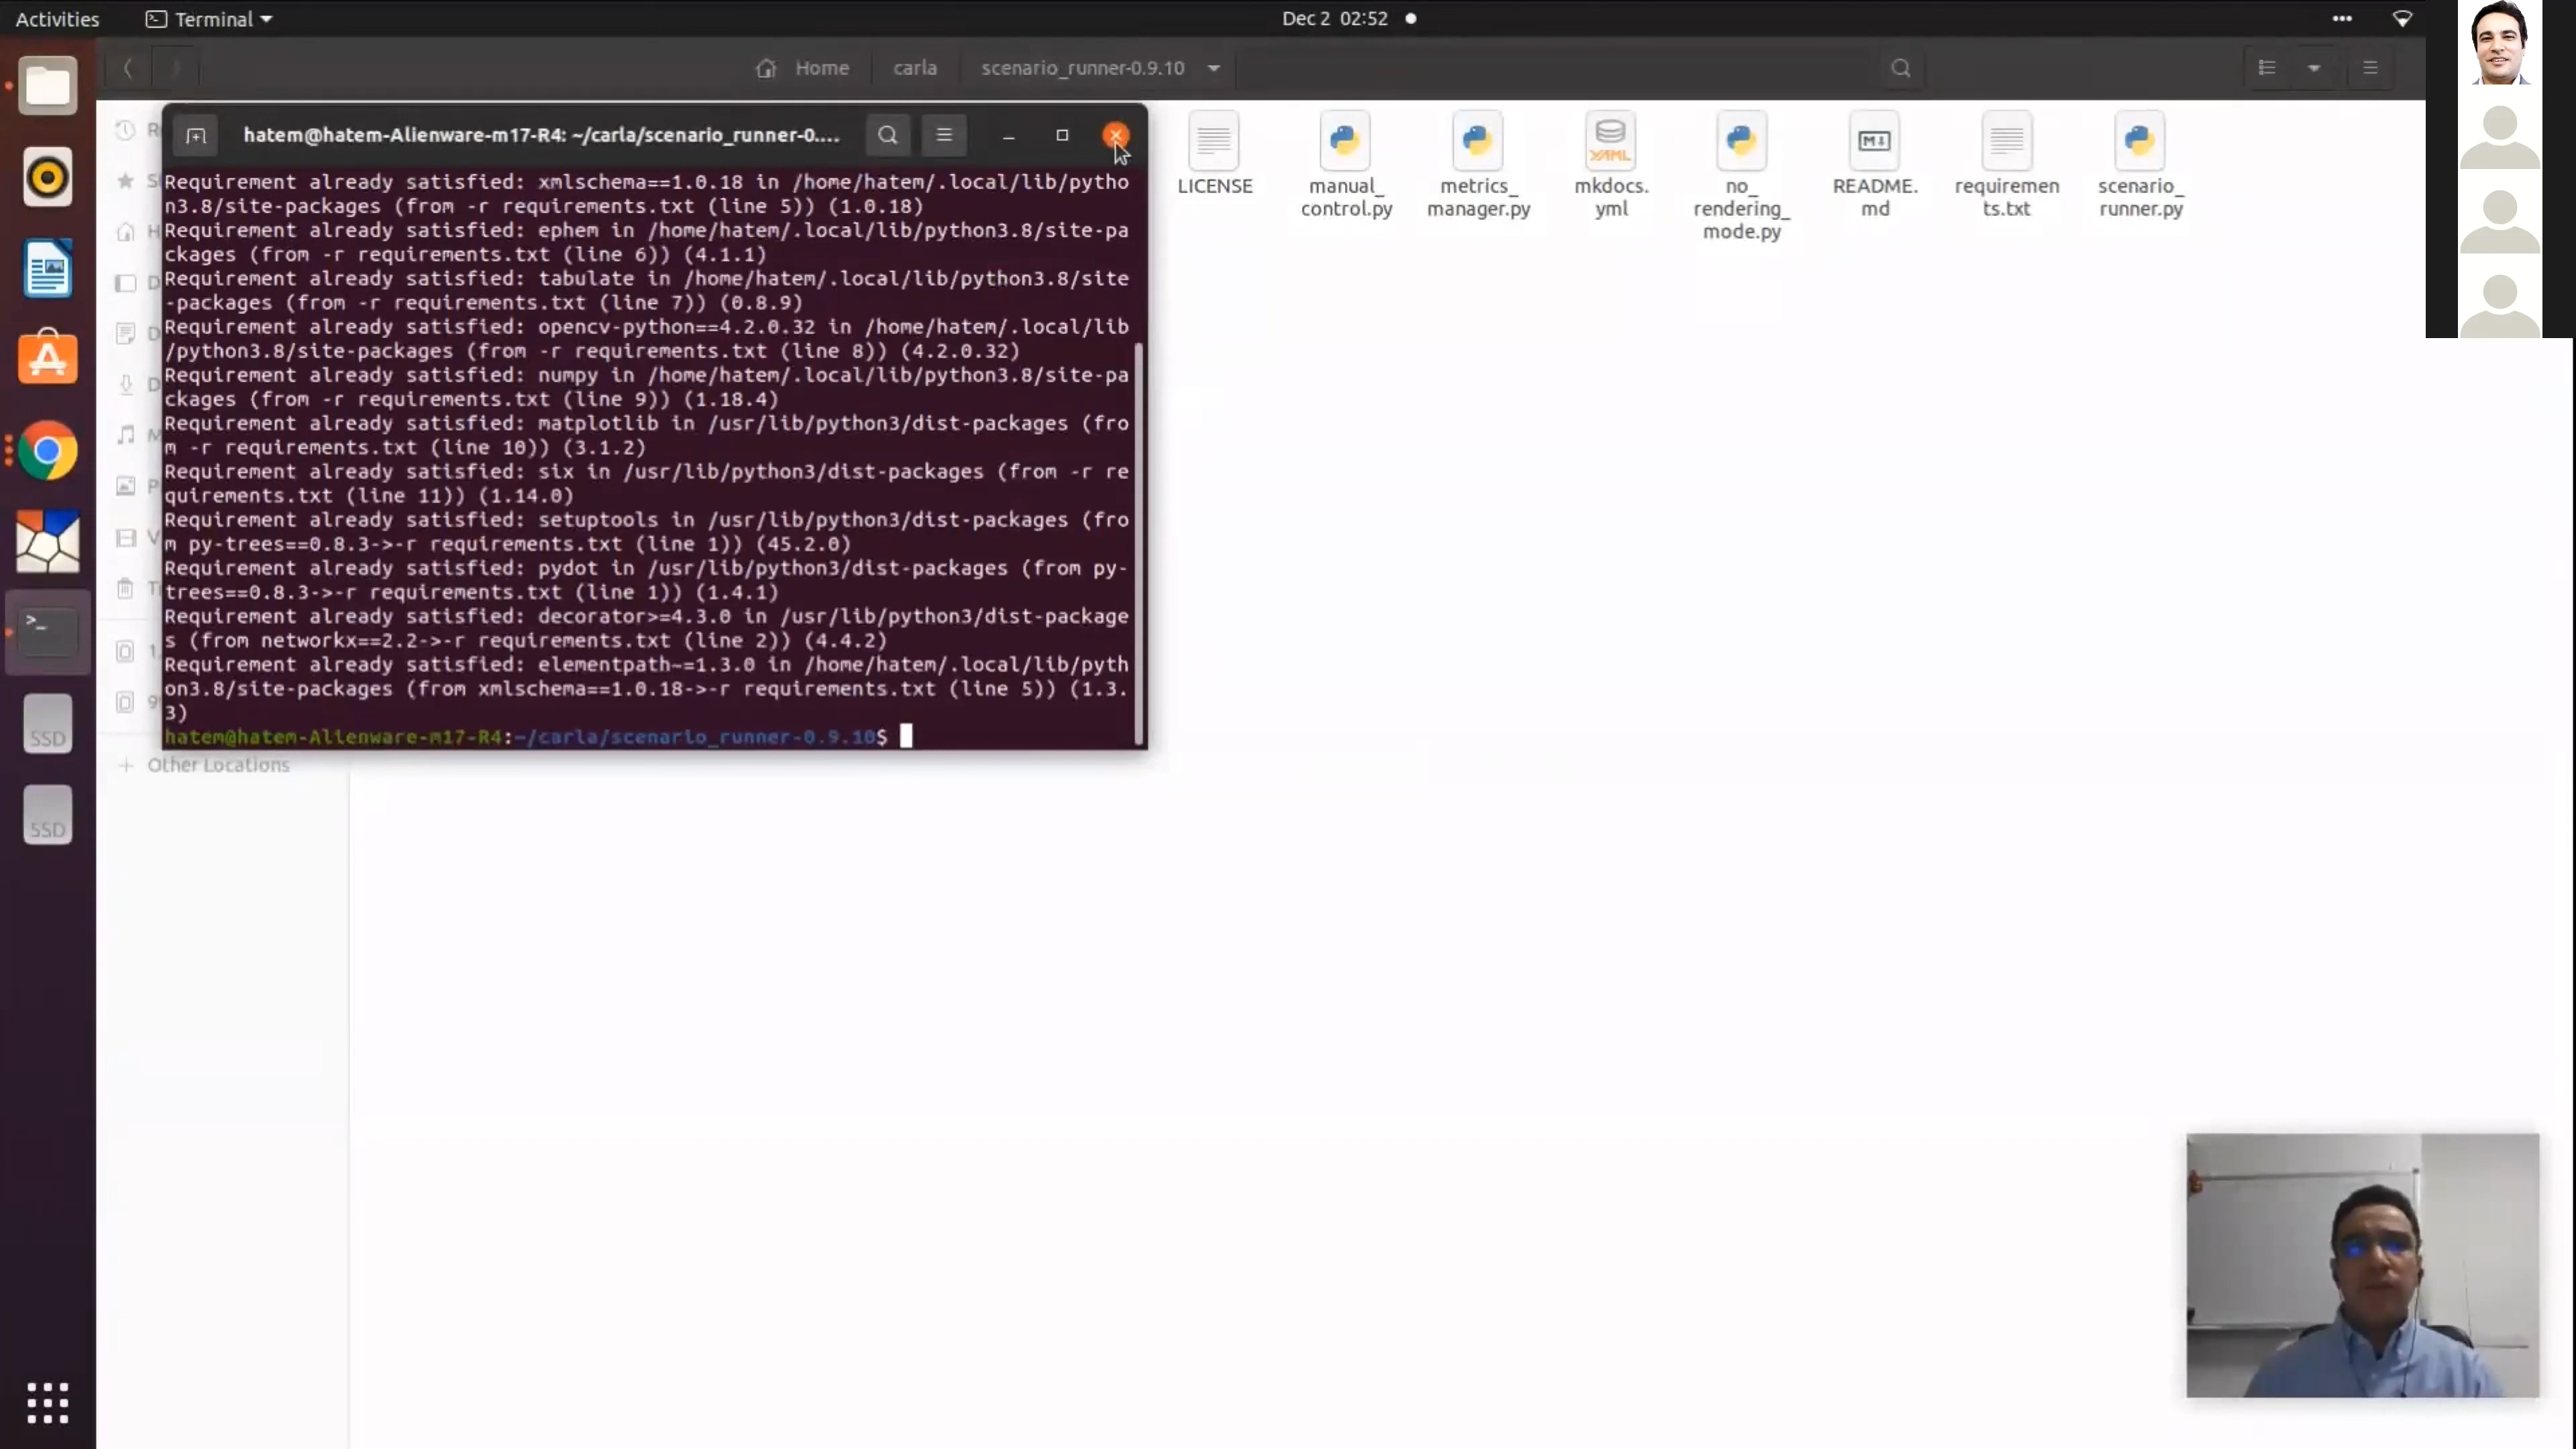 Activities
Terminal
Dec 2 02:52
Home
carla
scenario_runner-0.9.10
hatem@hatem-Alienware-m17-R4: ~/carla/scenario_runner-0....
Requirement already satisfied: xmlschema==1.0.18 in /home/hatem/.local/lib/pytho
n3.8/site-packages (from -r requirements.txt (line 5)) (1.0.18)
Requirement already satisfied: ephem in /home/hatem/.local/lib/python3.8/site-pa
ckages (from -r requirements.txt (line 6)) (4.1.1)
Requirement already satisfied: tabulate in /home/hatem/.local/lib/python3.8/site
-packages (from -r requirements.txt (line 7)) (0.8.9)
Requirement already satisfied: opencv-python==4.2.0.32 in /home/hatem/.local/lib
/python3.8/site-packages (from -r requirements.txt (line 8)) (4.2.0.32)
Requirement already satisfied: numpy in /home/hatem/.local/lib/python3.8/site-pa
ckages (from -r requirements.txt (line 9)) (1.18.4)
Requirement already satisfied: matplotlib in /usr/lib/python3/dist-packages (fro
m -r requirements.txt (line 10)) (3.1.2)
Requirement already satisfied: six in /usr/lib/python3/dist-packages (from -r re
quirements.txt (line 11)) (1.14.0)
Requirement already satisfied: setuptools in /usr/lib/python3/dist-packages (fro
m py-trees==0.8.3->-r requirements.txt (line 1)) (45.2.0)
Requirement already satisfied: pydot in /usr/lib/python3/dist-packages (from py-
trees==0.8.3->-r requirements.txt (line 1)) (1.4.1)
Requirement already satisfied: decorator>=4.3.0 in /usr/lib/python3/dist-package
s (from networkx==2.2->-r requirements.txt (line 2)) (4.4.2)
Requirement already satisfied: elementpath~=1.3.0 in /home/hatem/.local/lib/pyth
on3.8/site-packages (from xmlschema==1.0.18->-r requirements.txt (line 5)) (1.3.
3)
hatem@hatem-Alienware-m17-R4:~/carla/scenario_runner-0.9.10$
Other Locations
LICENSE
manual_
control.py
metrics_
manager.py
YAML
mkdocs.
yml
no_
rendering_
mode.py
README.
md
requiremen
ts.txt
scenario_
runner.py
SSD
SSD